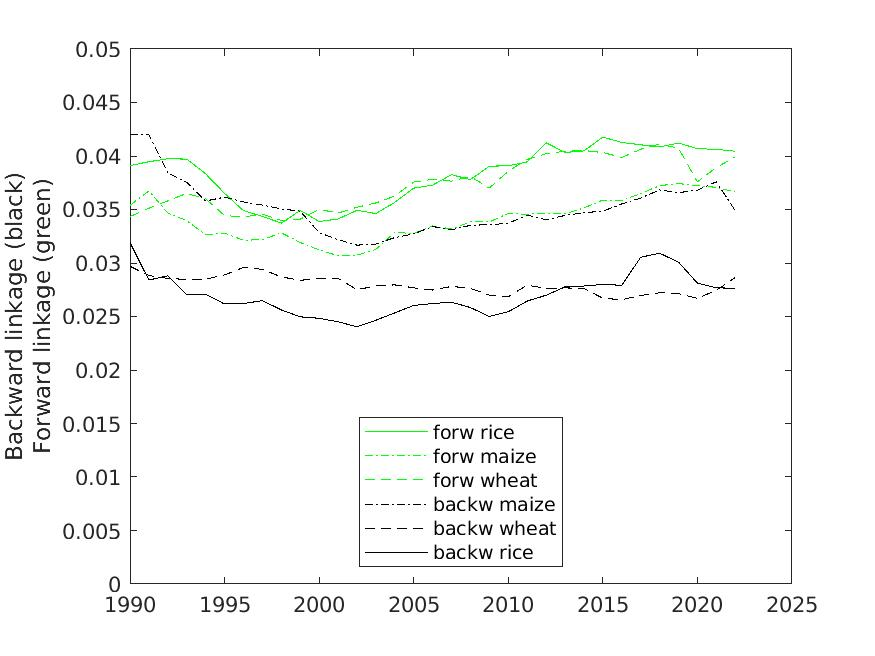 Backward linkage (black)
Forward linkage (green)
0.05
0.045
0.04
0.035
0.03
0.025
0.02
0.015
0.01
0.005
0
forw rice
forw maize
forw wheat
backw maize
backw wheat
backw rice
1990 1995 2000 2005 2010 2015 2020 2025